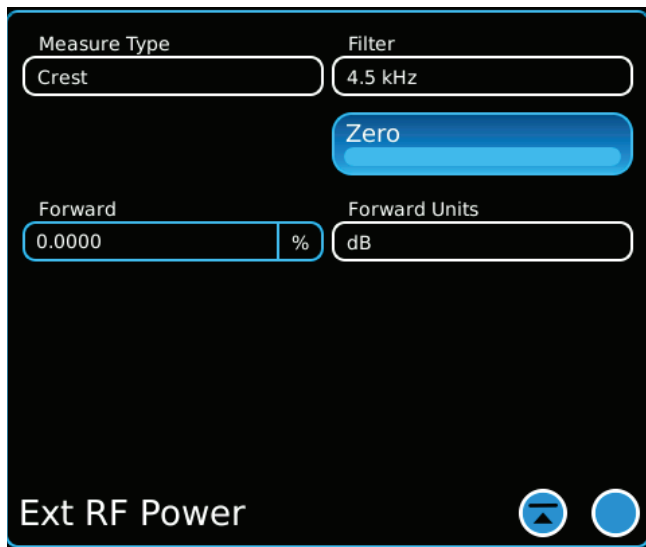 Measure Type
Filter
Crest
4.5 kHz
Zero
Forward
Forward Units
0.0000 %
dB
Ext RF Power